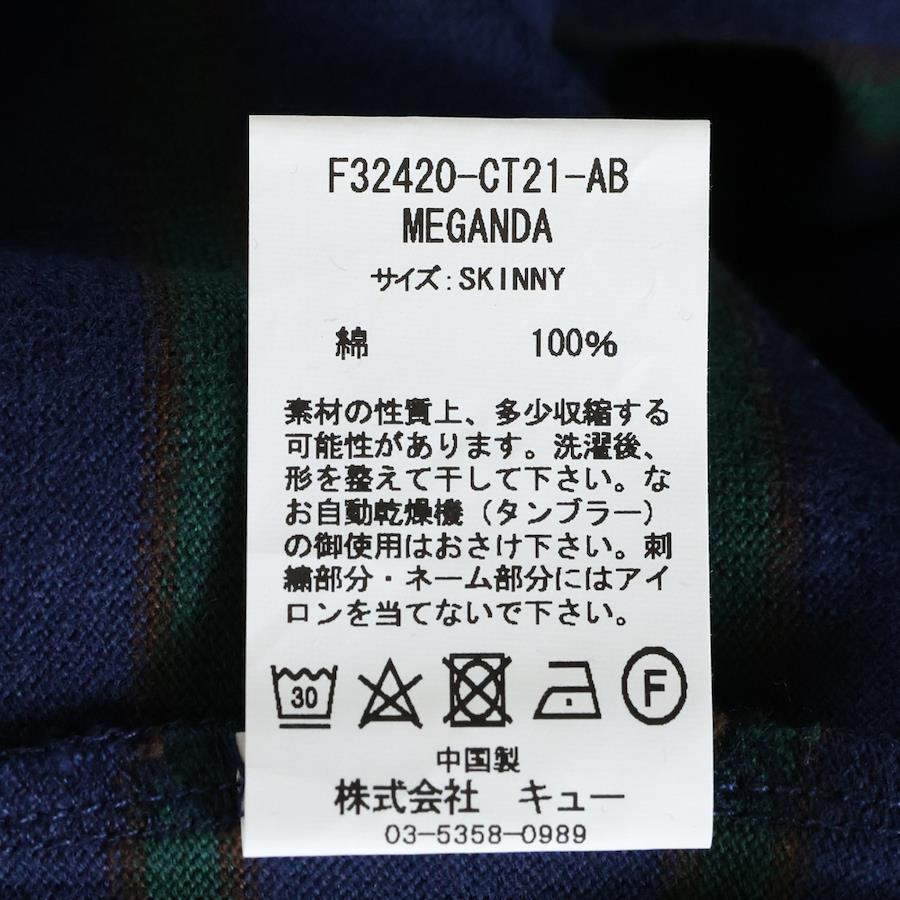 F32420-CT21-AB
MEGANDA
サイズ:SKINNY
綿 100%
素材の性質上、多少収縮する
可能性があります。洗濯後、
形を整えて干して下さい。な
お自動乾燥機(タンブラー)
の御使用はおさけ下さい。刺
繍部分・ネーム部分にはアイ
ロンを当てないで下さい。
30
F
中国製
株式会社 キュー
03-5358-0989